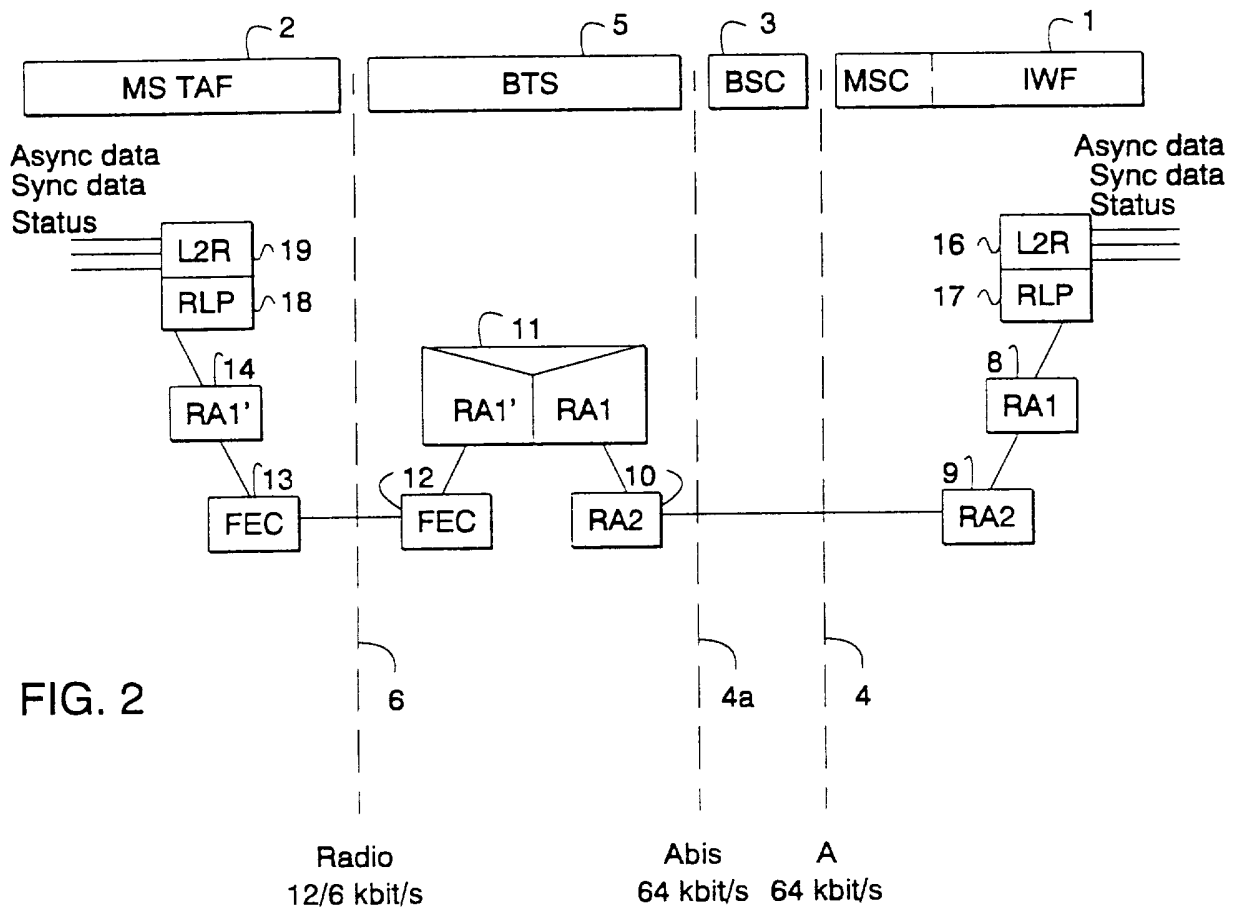 2 5 3 1
MS TAF BTS BSC MSC IWF
Async data
Sync data
Status
Async data
Sync data
Status
L2R 19
RLP 18
16 L2R
17 RLP
11
14
RA1'
RA1' RA1
8
RA1
13
FEC
12
FEC
10
RA2
9
RA2
6 4a 4
FIG. 2
Radio
12/6 kbit/s
Abis
64 kbit/s
A
64 kbit/s